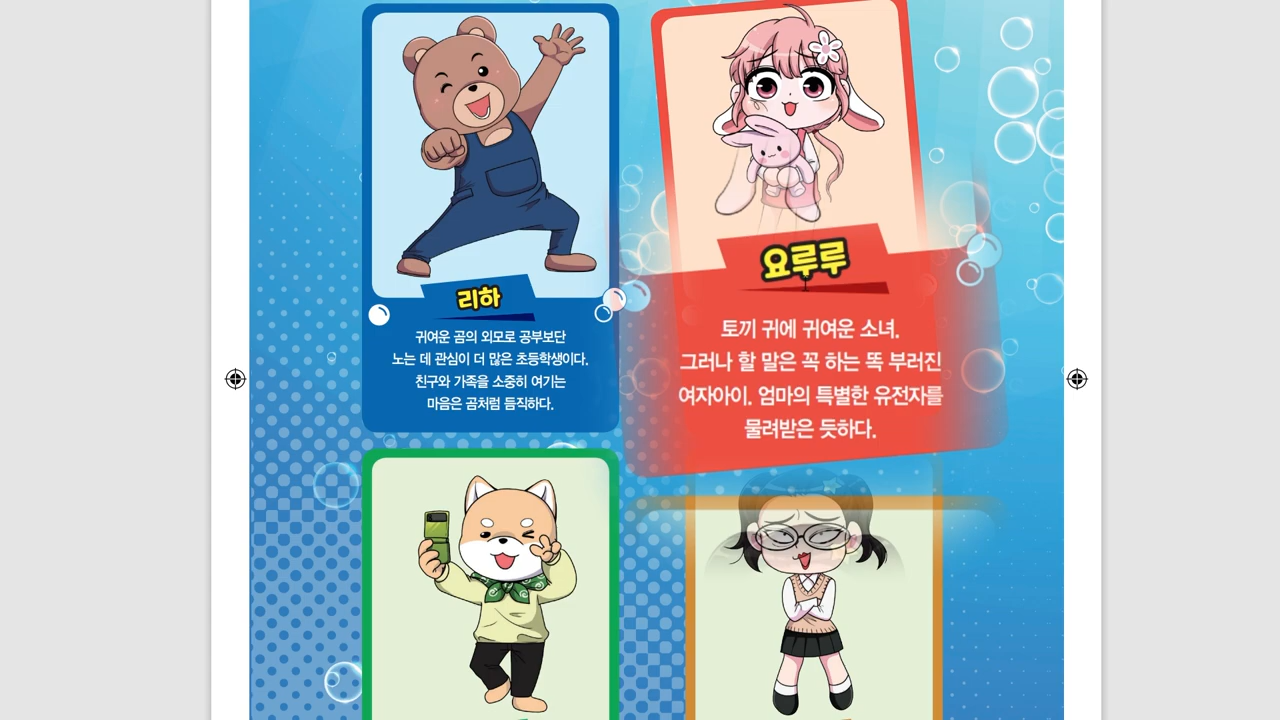 리하
귀여운 곰의 외모로 공부보단
노는 데 관심이 더 많은 초등학생이다.
친구와 가족을 소중히 여기는
마음은 곰처럼 듬직하다.
요루루
토끼 귀에 귀여운 소녀.
그러나 할 말은 꼭 하는 똑 부러진
여자아이. 엄마의 특별한 유전자를
물려받은 듯하다.